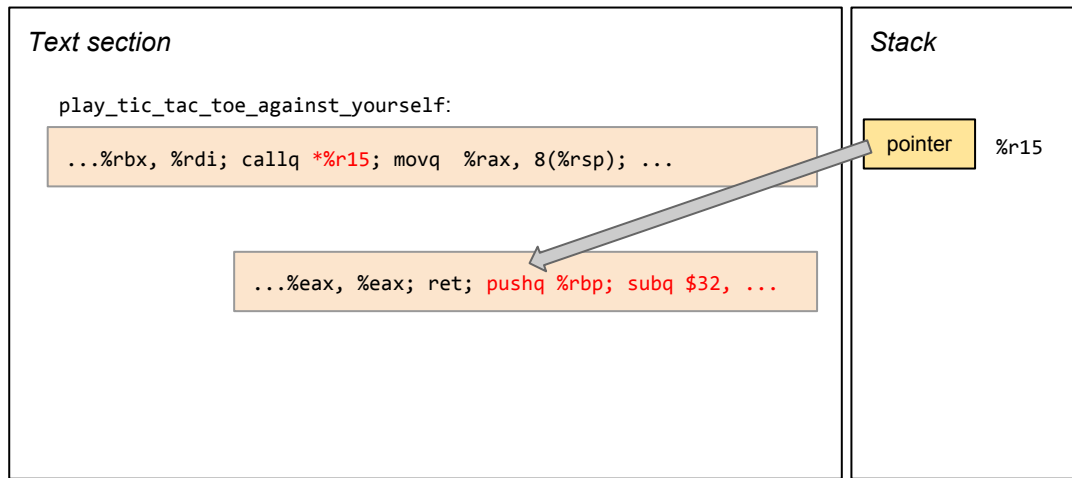 Text section
Stack
play_tic_tac_toe_against_yourself:
...%rbx, %rdi; callq *%r15; movq  %rax, 8(%rsp); ...
pointer
%r15
...%eax, %eax; ret; pushq %rbp; subq $32, ...